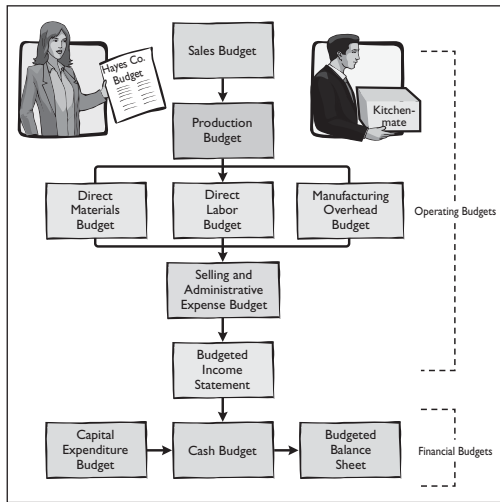 Sales Budget
Hayes Co.
Budget
Kitchen-
mate
Production
Budget
Direct
Materials
Budget
Direct
Labor
Budget
Manufacturing
Overhead
Budget
Operating Budgets
Selling and
Administrative
Expense Budget
Budgeted
Income
Statement
Capital
Expenditure
Budget
Cash Budget
Budgeted
Balance
Sheet
Financial Budgets